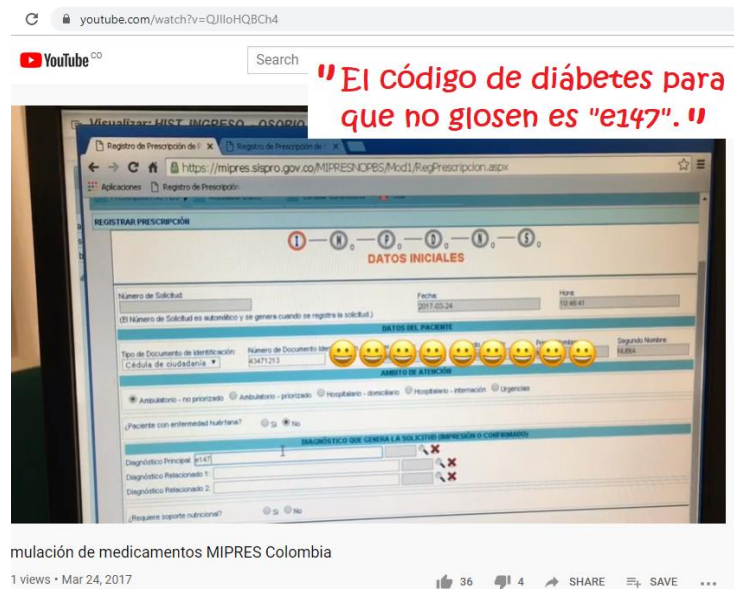 youtube.com/watch?v=QJIloHQBCh4
YouTube CO
Search
"El código de diábetes para
que no glosen es "e147"."
Visualizar: HIST_INGRESO - OSORIO
Registro de Prescripción de P
Registro de Prescripción de
https://mipres.sispro.gov.co/MIPRESNOPBS/Mod1/RegPrescripcion.aspx
Aplicaciones Registro de Prescripción
REGISTRAR PRESCRIPCIÓN
DATOS INICIALES
Número de Solicitud:
Fecha:
Hora:
2017-03-24
10:48:41
(El Número de Solicitud es automático y se genera cuando se registra la solicitud.)
DATOS DEL PACIENTE
Tipo de Documento de Identificación:
Número de Documento
Segundo Nombre:
Cédula de ciudadanía
43471213
NUBIA
AMBITO DE ATENCIÓN
Ambulatorio - no priorizado Ambulatorio - priorizado Hospitalario - domiciliario Hospitalario - internación Urgencias
¿Paciente con enfermedad huérfana? Si No
DIAGNÓSTICO QUE GENERA LA SOLICITUD (IMPRESIÓN O CONFIRMADO)
Diagnóstico Principal: e147
Diagnóstico Relacionado 1:
Diagnóstico Relacionado 2:
¿Requiere soporte nutricional? Si No
mulación de medicamentos MIPRES Colombia
1 views • Mar 24, 2017
36 4 SHARE SAVE